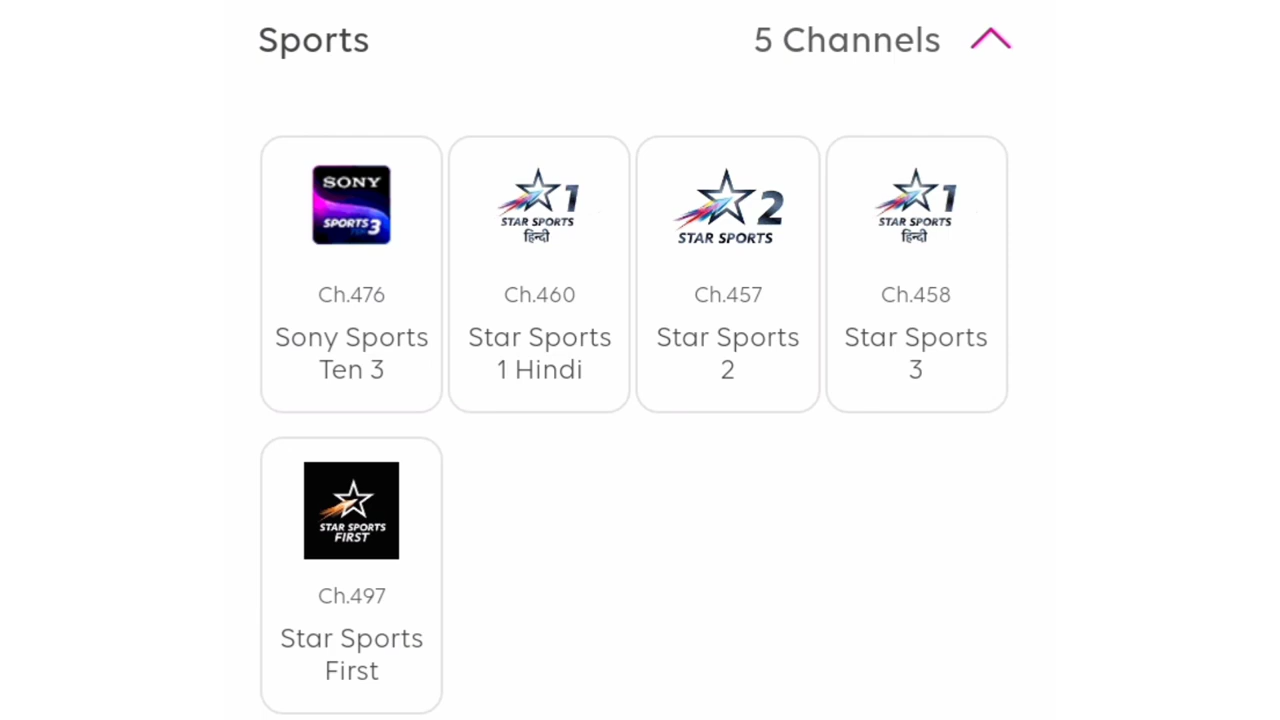 Sports
5 Channels
SONY
SPORTS
TEN 3
Ch.476
Sony Sports
Ten 3
1
STAR SPORTS
हिन्दी
Ch.460
Star Sports
1 Hindi
2
STAR SPORTS
Ch.457
Star Sports
2
1
STAR SPORTS
हिन्दी
Ch.458
Star Sports
3
STAR SPORTS
FIRST
Ch.497
Star Sports
First